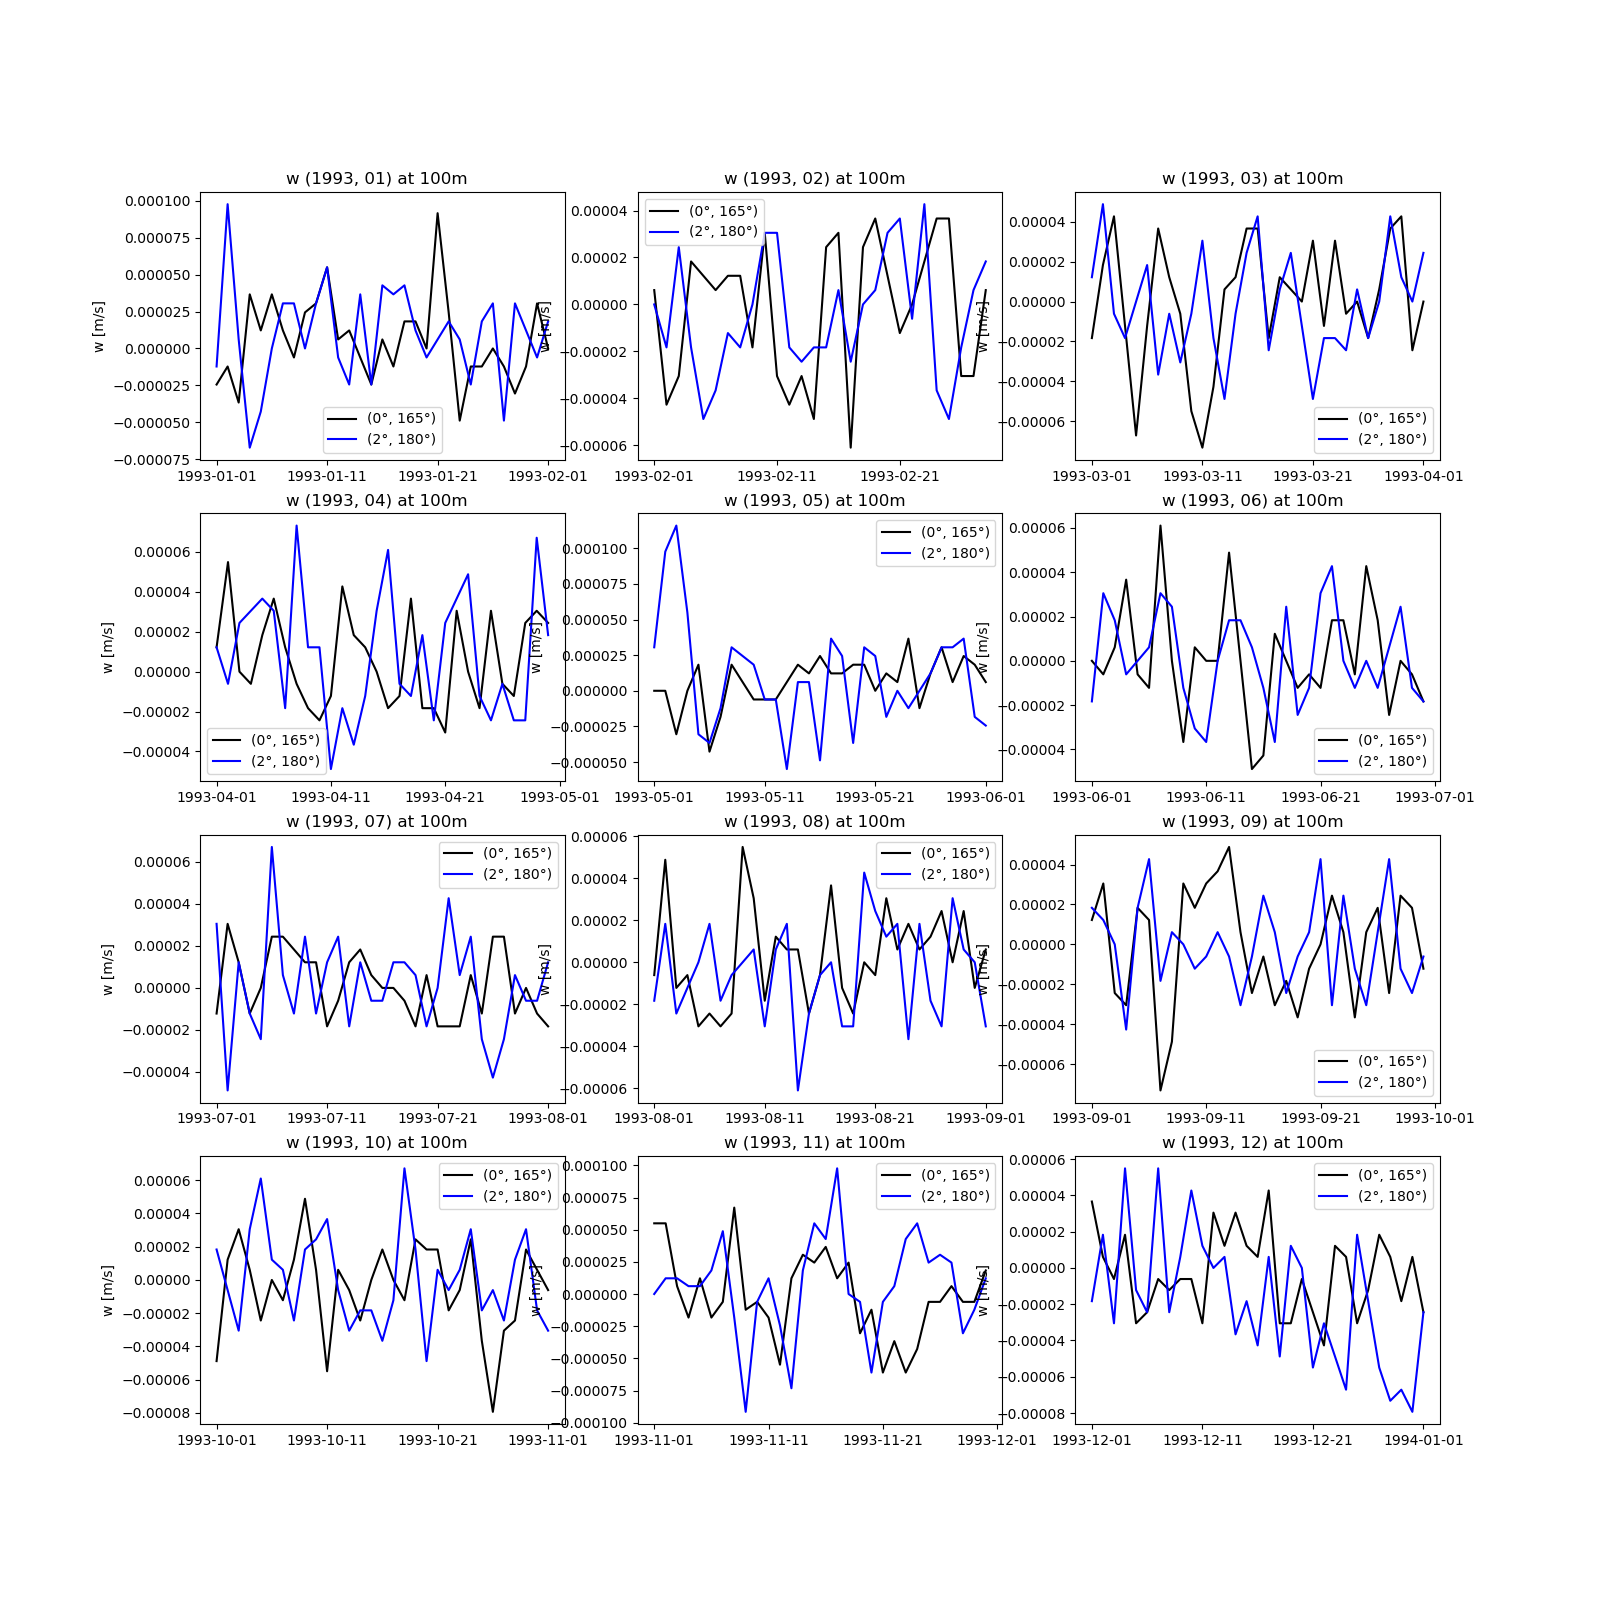 w (1993, 01) at 100m
w [m/s]
0.000100
0.000075
0.000050
0.000025
0.000000
−0.000025
−0.000050
−0.000075
(0°, 165°)
(2°, 180°)
1993-01-01 1993-01-11 1993-01-21 1993-02-01
w (1993, 02) at 100m
w [m/s]
0.00004
0.00002
0.00000
−0.00002
−0.00004
−0.00006
(0°, 165°)
(2°, 180°)
1993-02-01 1993-02-11 1993-02-21
w (1993, 03) at 100m
w [m/s]
0.00004
0.00002
0.00000
−0.00002
−0.00004
−0.00006
(0°, 165°)
(2°, 180°)
1993-03-01 1993-03-11 1993-03-21 1993-04-01
w (1993, 04) at 100m
w [m/s]
0.00006
0.00004
0.00002
0.00000
−0.00002
−0.00004
(0°, 165°)
(2°, 180°)
1993-04-01 1993-04-11 1993-04-21 1993-05-01
w (1993, 05) at 100m
w [m/s]
0.000100
0.000075
0.000050
0.000025
0.000000
−0.000025
−0.000050
(0°, 165°)
(2°, 180°)
1993-05-01 1993-05-11 1993-05-21 1993-06-01
w (1993, 06) at 100m
w [m/s]
0.00006
0.00004
0.00002
0.00000
−0.00002
−0.00004
(0°, 165°)
(2°, 180°)
1993-06-01 1993-06-11 1993-06-21 1993-07-01
w (1993, 07) at 100m
w [m/s]
0.00006
0.00004
0.00002
0.00000
−0.00002
−0.00004
(0°, 165°)
(2°, 180°)
1993-07-01 1993-07-11 1993-07-21 1993-08-01
w (1993, 08) at 100m
w [m/s]
0.00006
0.00004
0.00002
0.00000
−0.00002
−0.00004
−0.00006
(0°, 165°)
(2°, 180°)
1993-08-01 1993-08-11 1993-08-21 1993-09-01
w (1993, 09) at 100m
w [m/s]
0.00004
0.00002
0.00000
−0.00002
−0.00004
−0.00006
(0°, 165°)
(2°, 180°)
1993-09-01 1993-09-11 1993-09-21 1993-10-01
w (1993, 10) at 100m
w [m/s]
0.00006
0.00004
0.00002
0.00000
−0.00002
−0.00004
−0.00006
−0.00008
(0°, 165°)
(2°, 180°)
1993-10-01 1993-10-11 1993-10-21 1993-11-01
w (1993, 11) at 100m
w [m/s]
0.000100
0.000075
0.000050
0.000025
0.000000
−0.000025
−0.000050
−0.000075
−0.000100
(0°, 165°)
(2°, 180°)
1993-11-01 1993-11-11 1993-11-21 1993-12-01
w (1993, 12) at 100m
w [m/s]
0.00006
0.00004
0.00002
0.00000
−0.00002
−0.00004
−0.00006
−0.00008
(0°, 165°)
(2°, 180°)
1993-12-01 1993-12-11 1993-12-21 1994-01-01